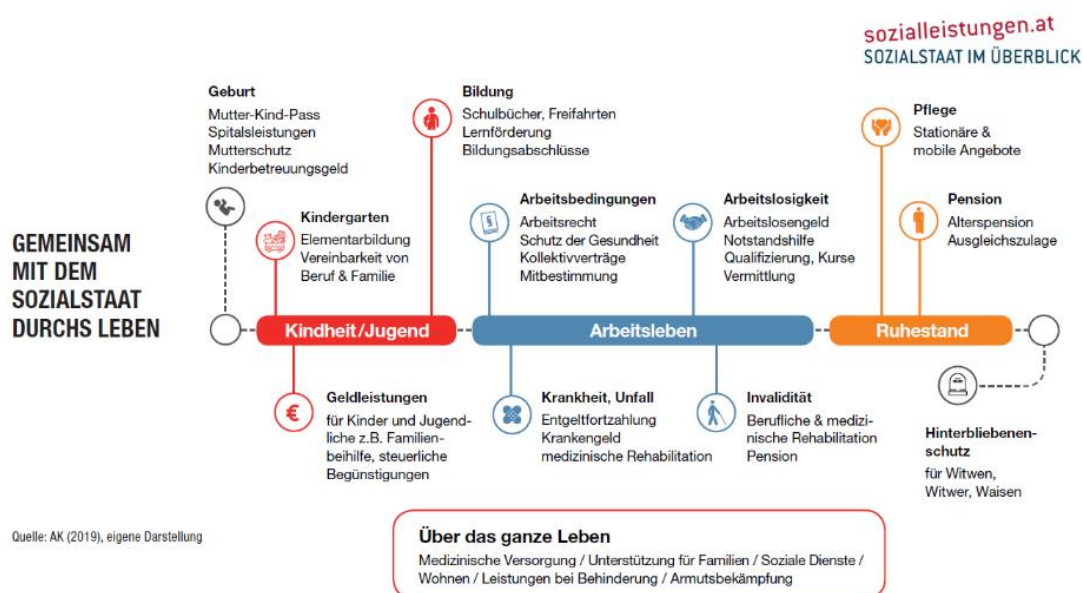 sozialleistungen.at
SOZIALSTAAT IM ÜBERBLICK
GEMEINSAM
MIT DEM
SOZIALSTAAT
DURCHS LEBEN
Geburt
Mutter-Kind-Pass
Spitalsleistungen
Mutterschutz
Kinderbetreuungsgeld
Bildung
Schulbücher, Freifahrten
Lernförderung
Bildungsabschlüsse
Pflege
Stationäre &
mobile Angebote
Kindergarten
Elementarbildung
Vereinbarkeit von
Beruf & Familie
Arbeitsbedingungen
Arbeitsrecht
Schutz der Gesundheit
Kollektivverträge
Mitbestimmung
§
Arbeitslosigkeit
Arbeitslosengeld
Notstandshilfe
Qualifizierung, Kurse
Vermittlung
Pension
Alterspension
Ausgleichszulage
Kindheit/Jugend
Arbeitsleben
Ruhestand
€
Geldleistungen
für Kinder und Jugend-
liche z.B. Familien-
beihilfe, steuerliche
Begünstigungen
Krankheit, Unfall
Entgeltfortzahlung
Krankengeld
medizinische Rehabilitation
Invalidität
Berufliche & medizi-
nische Rehabilitation
Pension
Hinterbliebenen-
schutz
für Witwen,
Witwer, Waisen
Quelle: AK (2019), eigene Darstellung
Über das ganze Leben
Medizinische Versorgung / Unterstützung für Familien / Soziale Dienste /
Wohnen / Leistungen bei Behinderung / Armutsbekämpfung